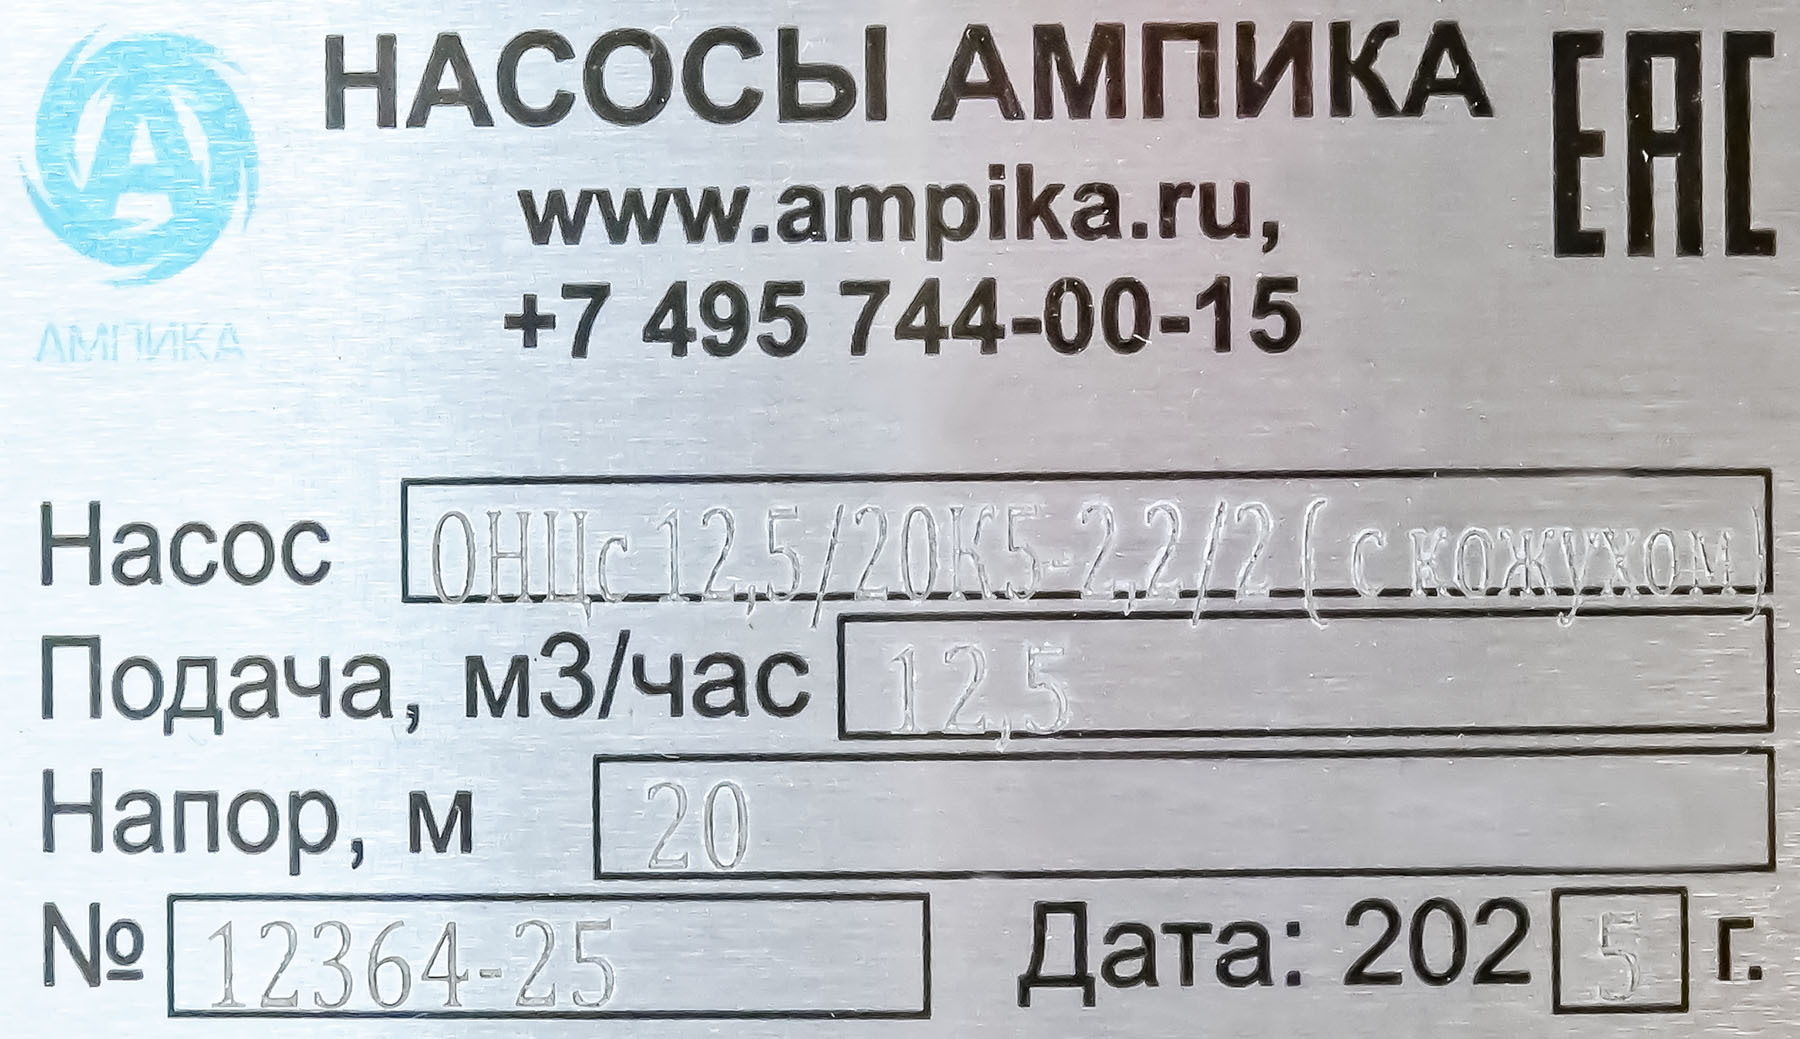 НАСОСЫ АМПИКА
ЕАС
www.ampika.ru,
+7 495 744-00-15
АМПИКА
Насос ОНЦс 12,5/20К5-2,2/2 ( с кожухом)
Подача, м3/час 12,5
Напор, м 20
№ 12364-25 Дата: 2025 г.